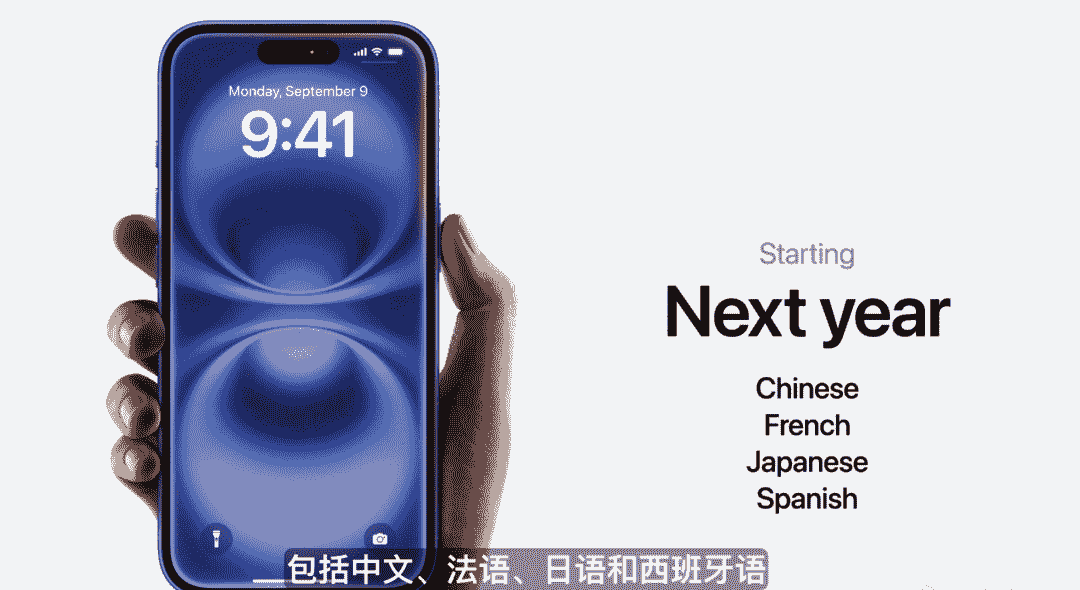 Monday, September 9
9:41
Starting
Next year
Chinese
French
Japanese
Spanish
包括中文、法语、日语和西班牙语